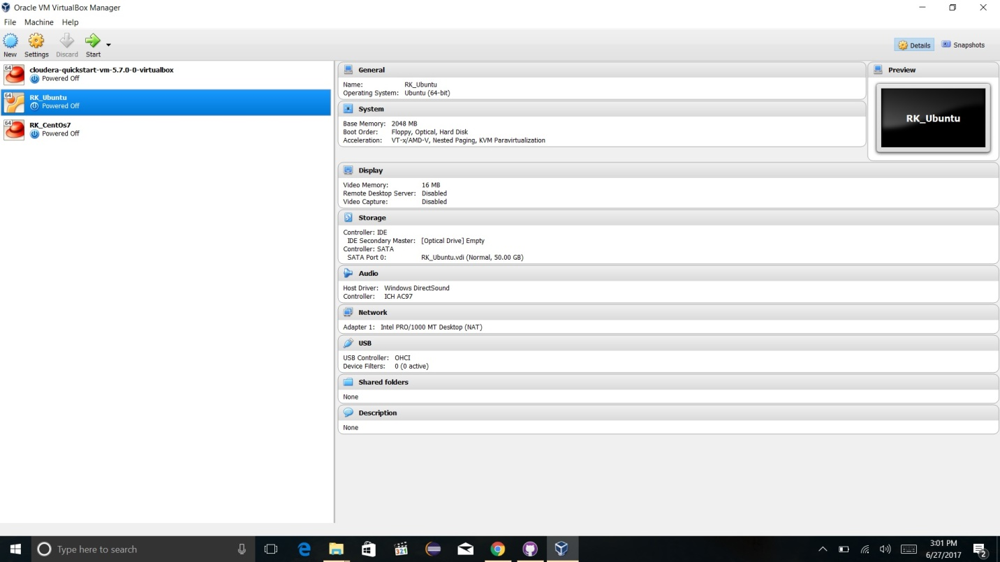 Oracle VM VirtualBox Manager
File Machine Help
New Settings Discard Start
Details Snapshots
64 cloudera-quickstart-vm-5.7.0-0-virtualbox
Powered Off
64 RK_Ubuntu
Powered Off
64 RK_CentOs7
Powered Off
General
Name: RK_Ubuntu
Operating System: Ubuntu (64-bit)
System
Base Memory: 2048 MB
Boot Order: Floppy, Optical, Hard Disk
Acceleration: VT-x/AMD-V, Nested Paging, KVM Paravirtualization
Preview
RK_Ubuntu
Display
Video Memory: 16 MB
Remote Desktop Server: Disabled
Video Capture: Disabled
Storage
Controller: IDE
IDE Secondary Master: [Optical Drive] Empty
Controller: SATA
SATA Port 0: RK_Ubuntu.vdi (Normal, 50.00 GB)
Audio
Host Driver: Windows DirectSound
Controller: ICH AC97
Network
Adapter 1: Intel PRO/1000 MT Desktop (NAT)
USB
USB Controller: OHCI
Device Filters: 0 (0 active)
Shared folders
None
Description
None
Type here to search
321
3:01 PM
6/27/2017
2